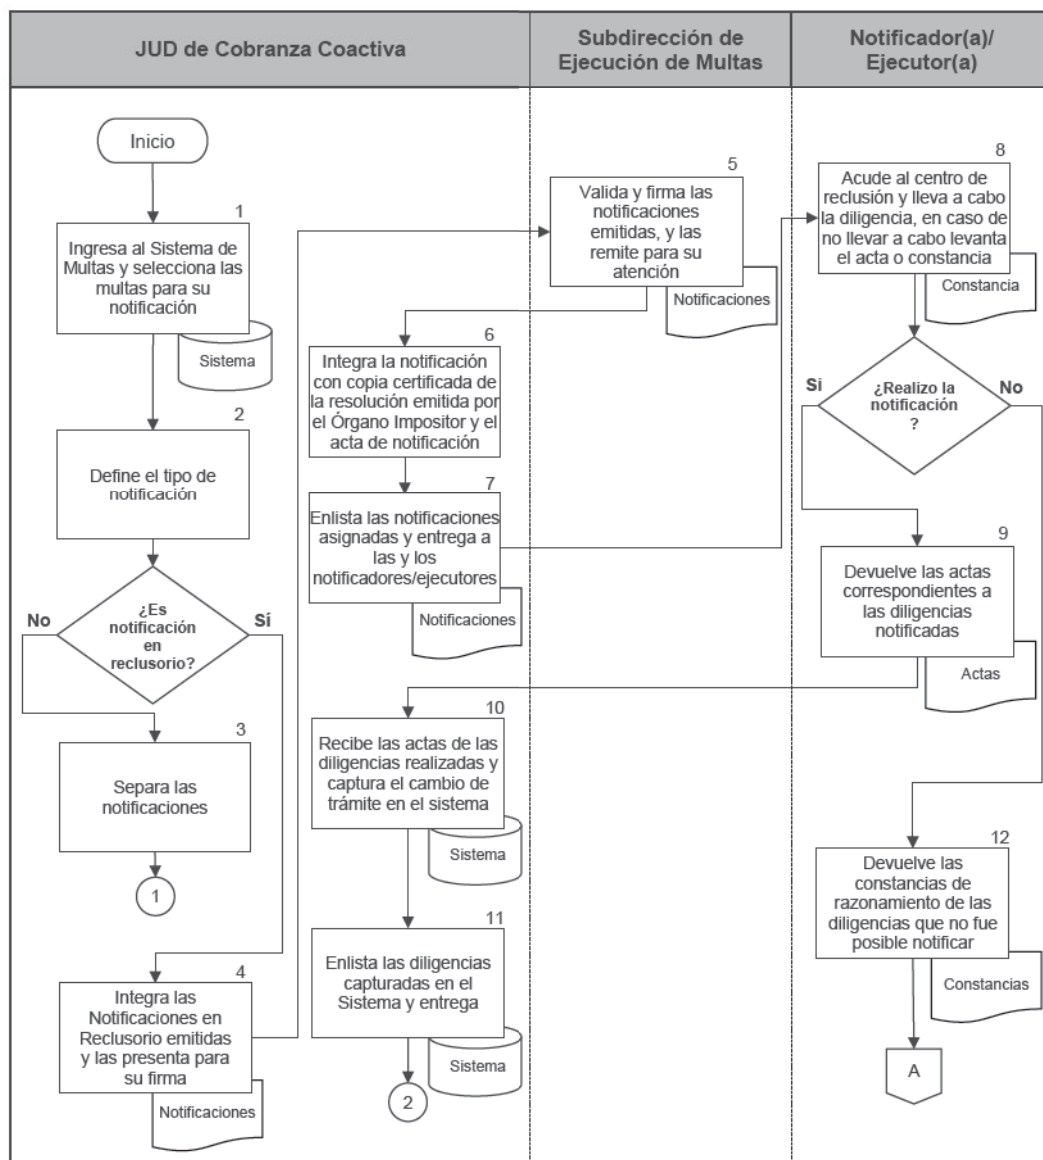 JUD de Cobranza Coactiva
Subdirección de
Ejecución de Multas
Notificador(a)/
Ejecutor(a)
Inicio
1
Ingresa al Sistema de
Multas y selecciona las
multas para su
notificación
Sistema
2
Define el tipo de
notificación
¿Es
notificación
en
reclusorio?
No
Sí
3
Separa las
notificaciones
1
4
Integra las
Notificaciones en
Reclusorio emitidas
y las presenta para
su firma
Notificaciones
5
Valida y firma las
notificaciones
emitidas, y las
remite para su
atención
Notificaciones
6
Integra la notificación
con copia certificada de
la resolución emitida por
el Órgano Impositor y el
acta de notificación
7
Enlista las notificaciones
asignadas y entrega a
las y los
notificadores/ejecutores
Notificaciones
8
Acude al centro de
reclusión y lleva a cabo
la diligencia, en caso de
no llevar a cabo levanta
el acta o constancia
Constancia
Si
¿Realizo la
notificación
?
No
9
Devuelve las actas
correspondientes a
las diligencias
notificadas
Actas
10
Recibe las actas de las
diligencias realizadas y
captura el cambio de
trámite en el sistema
Sistema
11
Enlista las diligencias
capturadas en el
Sistema y entrega
Sistema
2
12
Devuelve las
constancias de
razonamiento de las
diligencias que no fue
posible notificar
Constancias
A